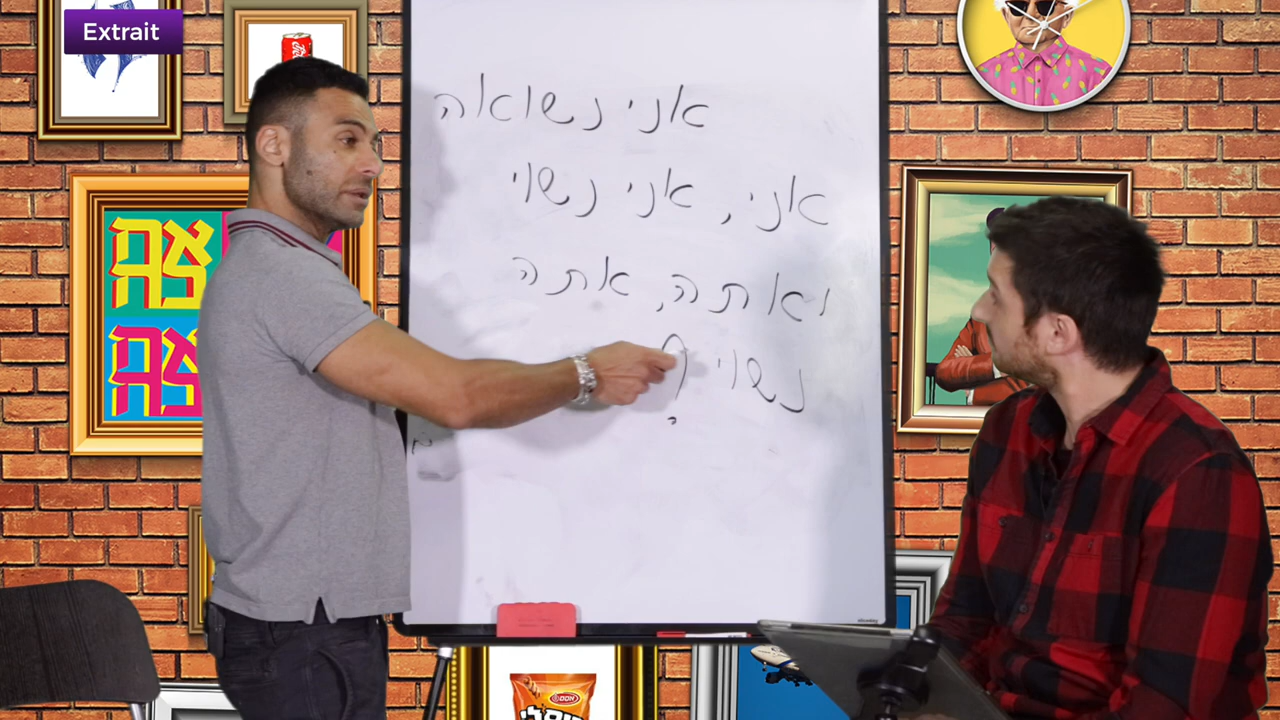 Extrait
אני נשואה
אני, אני נשוי
ואתה, אתה
נשוי?